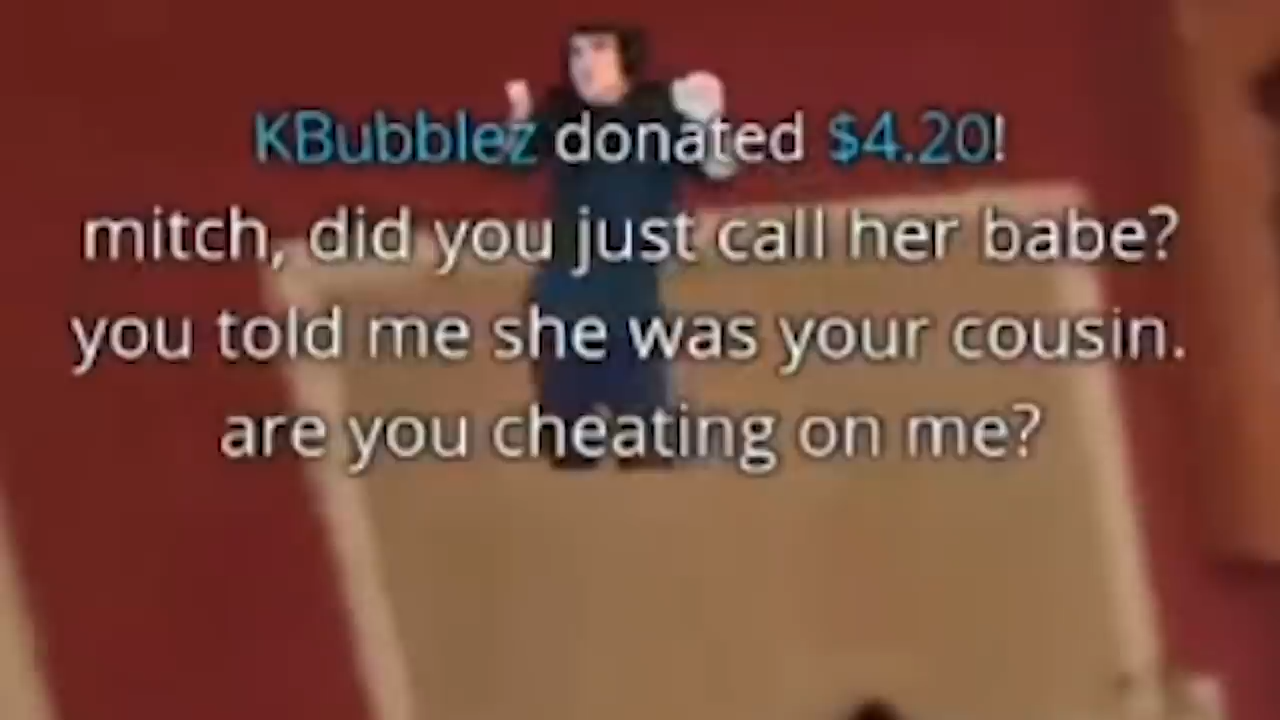 KBubblez donated $4.20!
mitch, did you just call her babe?
you told me she was your cousin.
are you cheating on me?